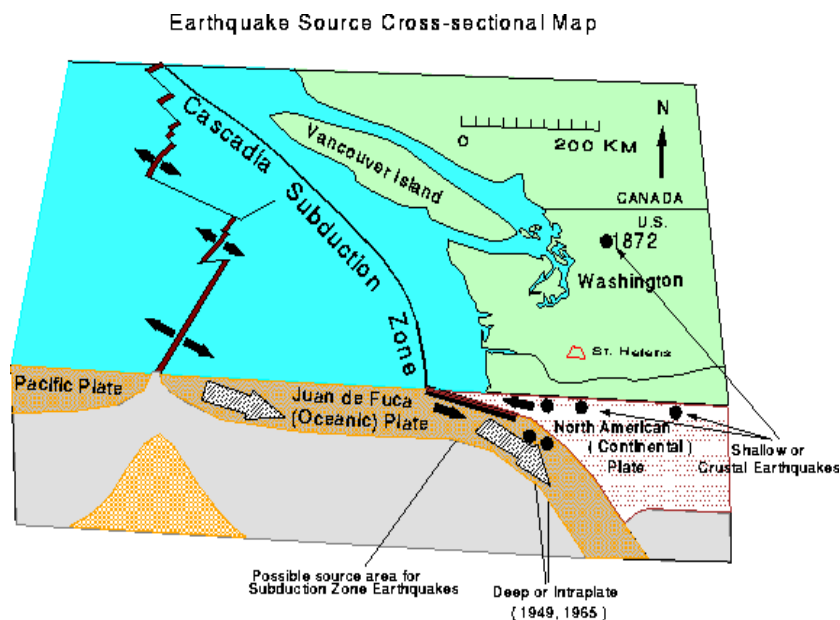 Earthquake Source Cross-sectional Map
Cascadia Subduction Zone
Vancouver Island
0 200 KM
N
CANADA
U.S.
1872
Washington
St. Helens
Pacific Plate
Juan de Fuca
(Oceanic) Plate
North American
(Continental)
Plate
Shallow or
Crustal Earthquakes
Possible source area for
Subduction Zone Earthquakes
Deep or Intraplate
(1949, 1965)